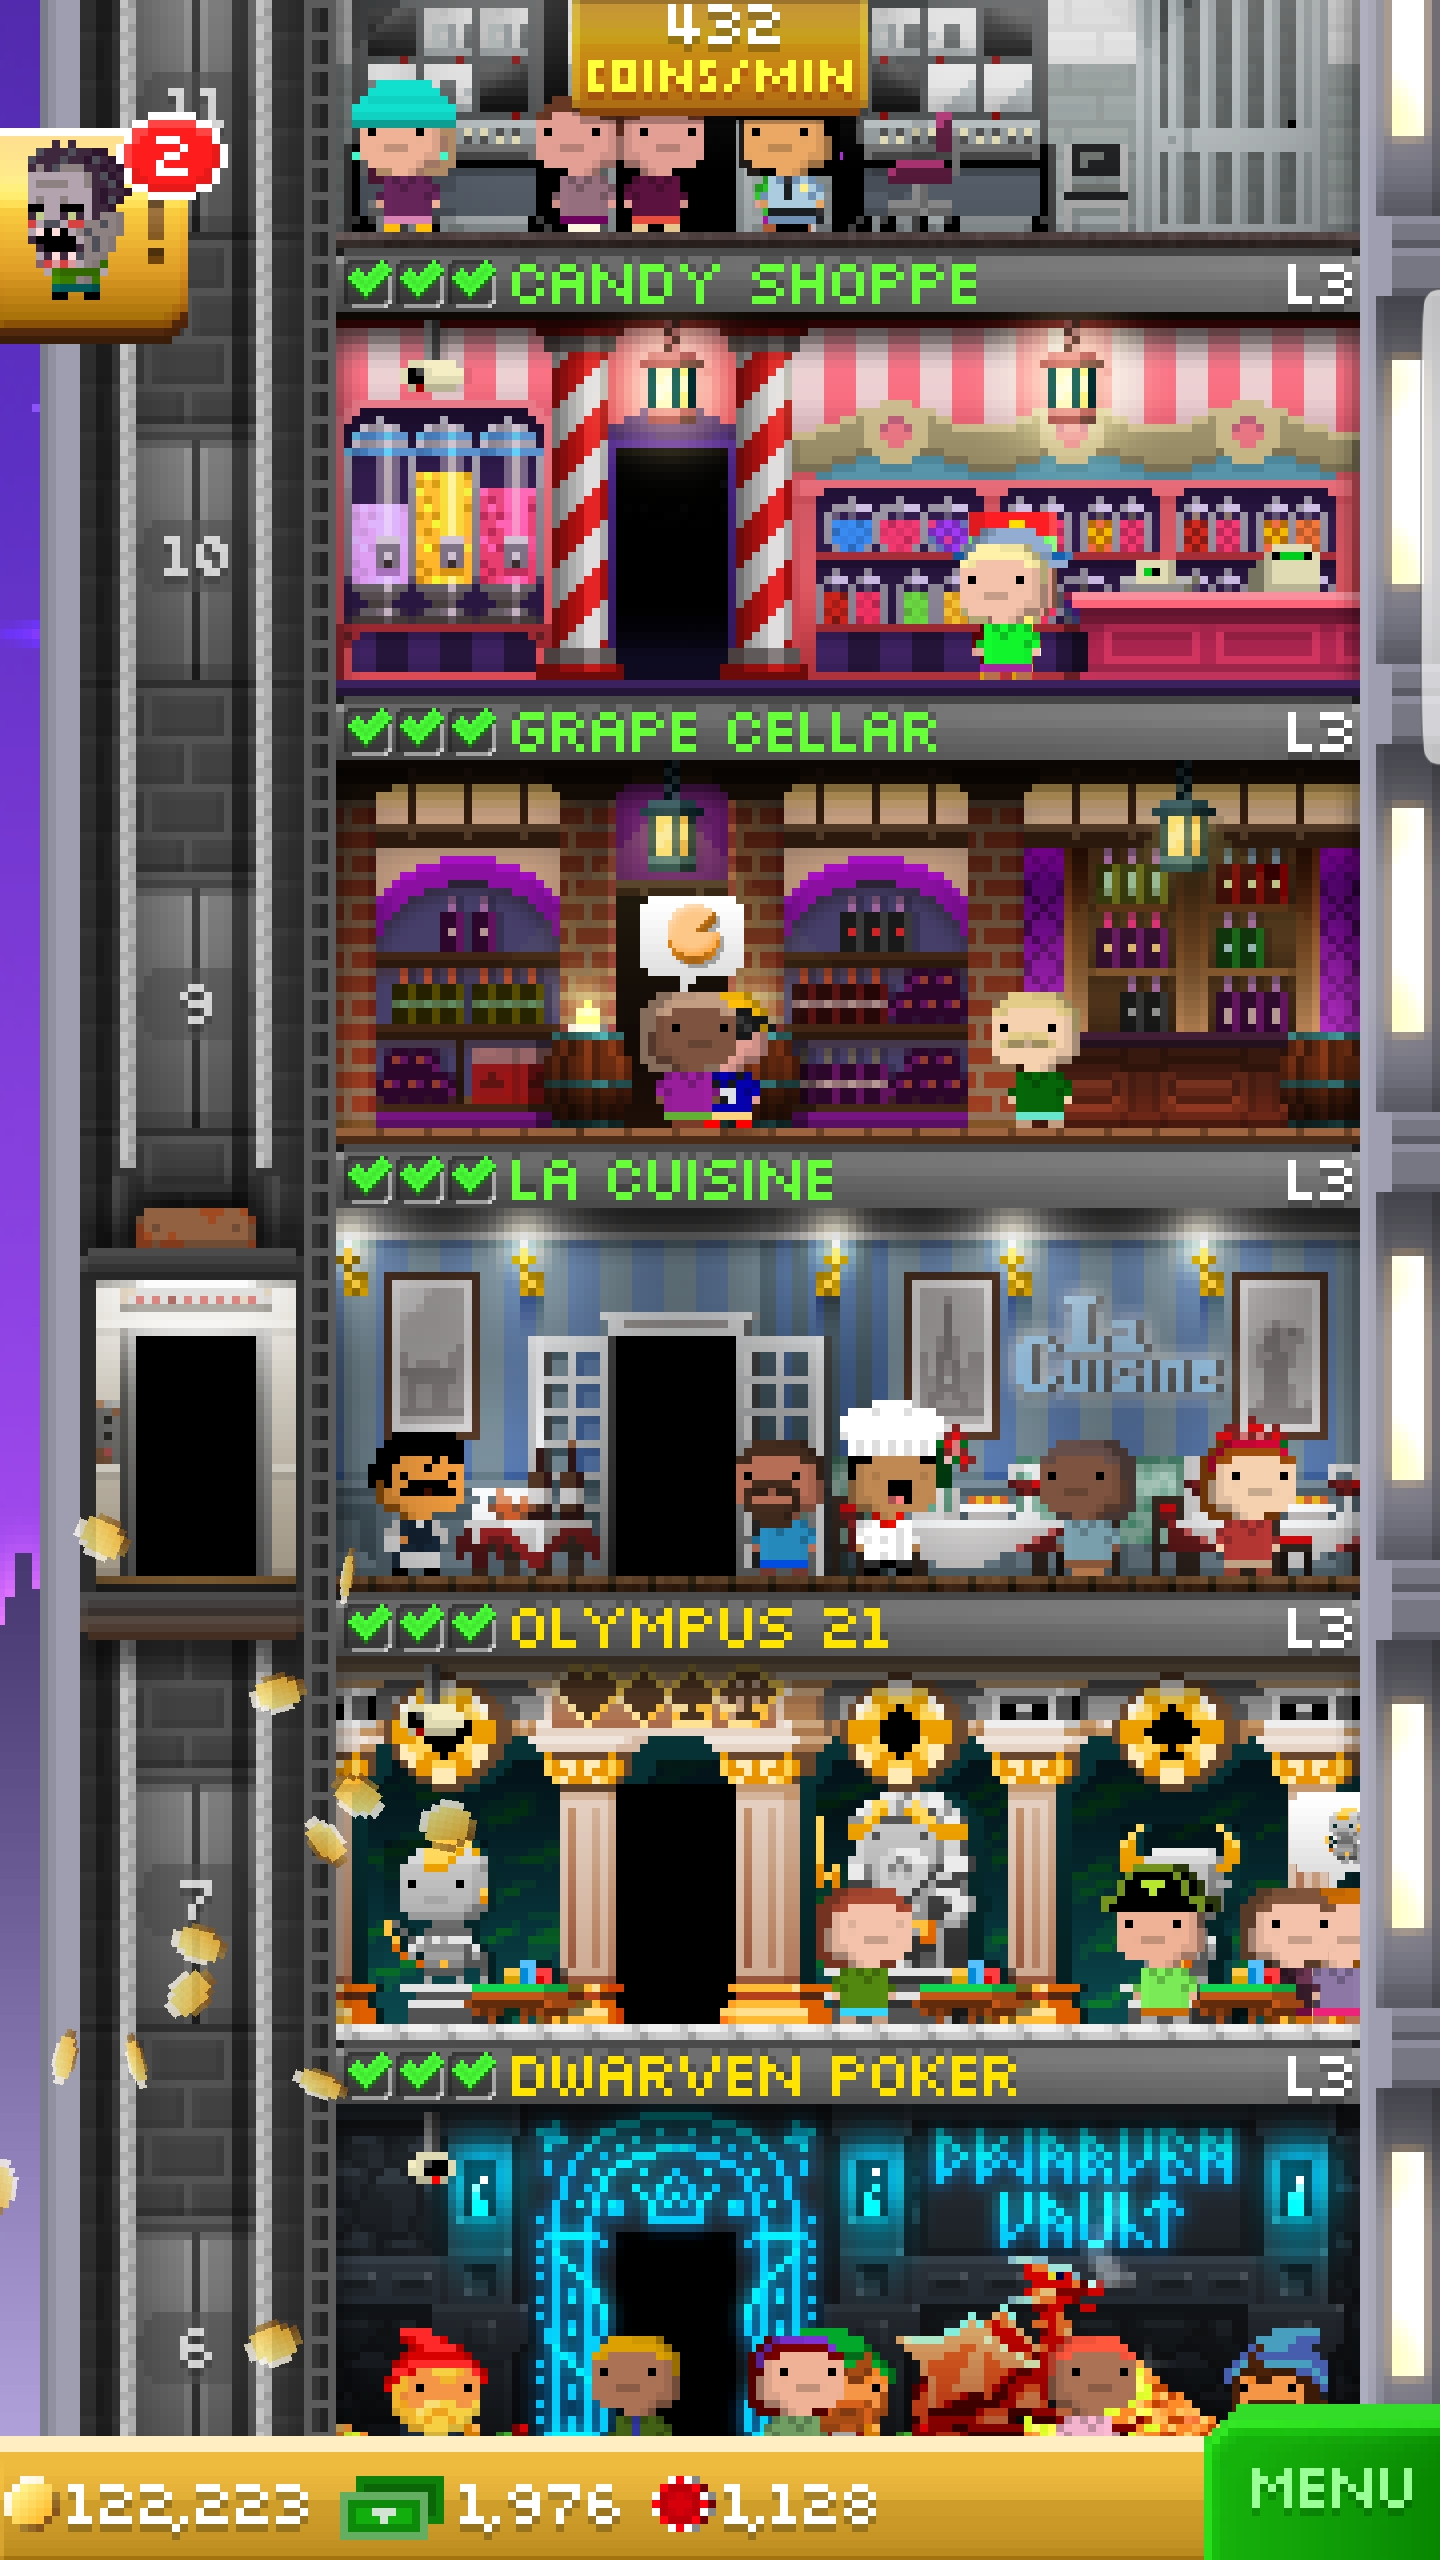 432
COINS/MIN
11
2
!
CANDY SHOPPE
L3
10
GRAPE CELLAR
L3
9
LA CUISINE
L3
La
Cuisine
OLYMPUS 21
L3
7
DWARVEN POKER
L3
DWARVEN
VAULT
6
122,223
1,976
1,128
MENU